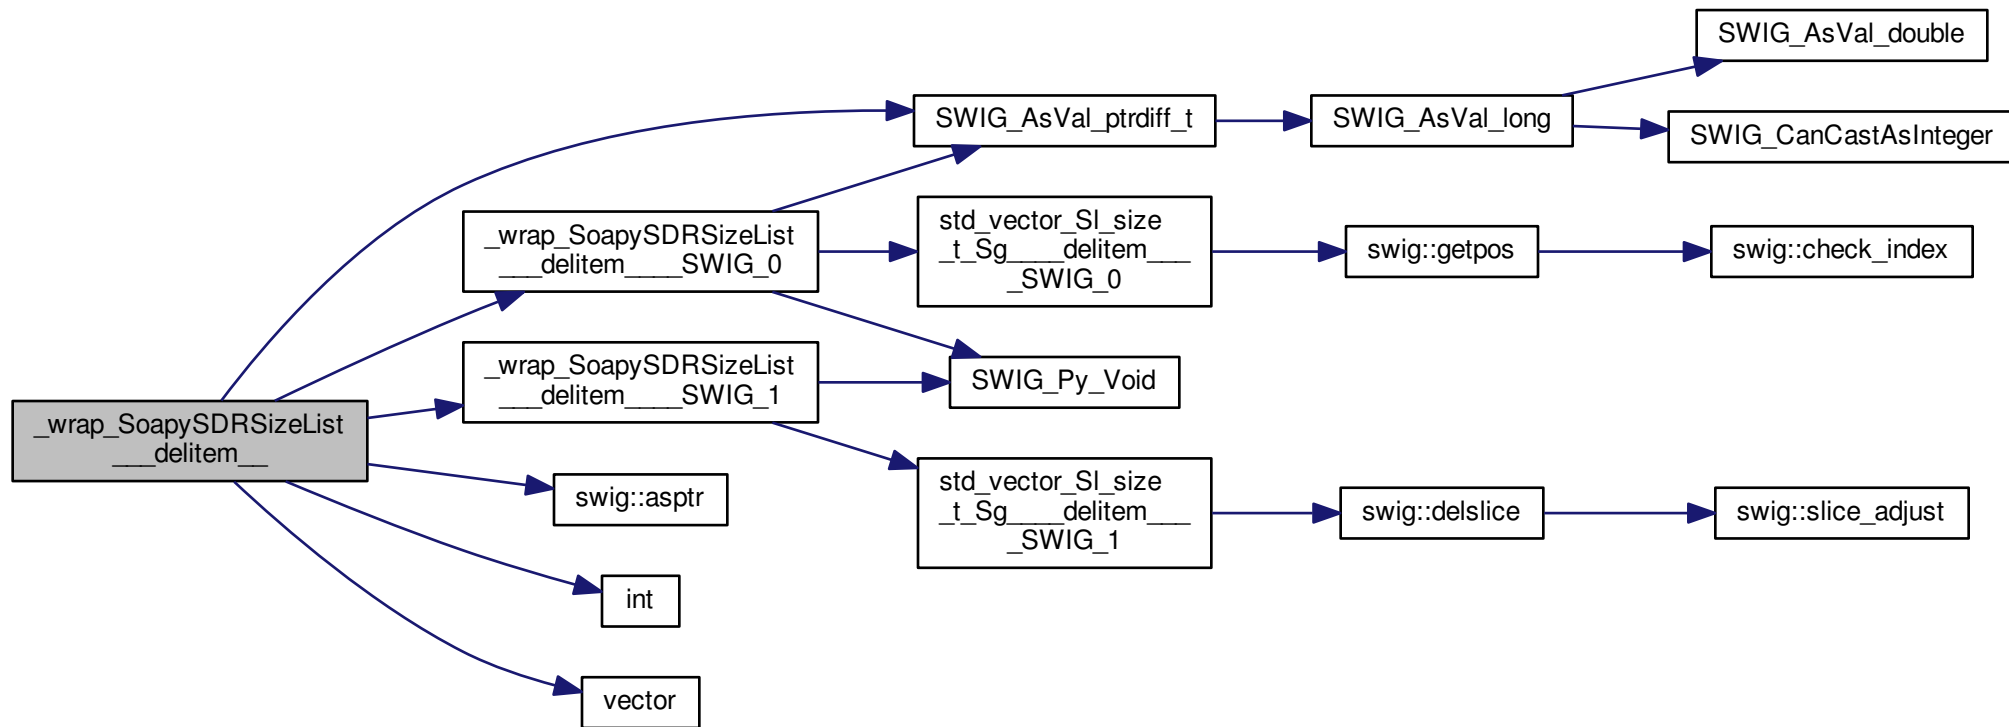 _wrap_SoapySDRSizeList
___delitem__
_wrap_SoapySDRSizeList
___delitem____SWIG_0
_wrap_SoapySDRSizeList
___delitem____SWIG_1
swig::asptr
int
vector
SWIG_AsVal_ptrdiff_t
std_vector_Sl_size
_t_Sg____delitem___
_SWIG_0
SWIG_Py_Void
std_vector_Sl_size
_t_Sg____delitem___
_SWIG_1
SWIG_AsVal_long
swig::getpos
swig::delslice
SWIG_AsVal_double
SWIG_CanCastAsInteger
swig::check_index
swig::slice_adjust